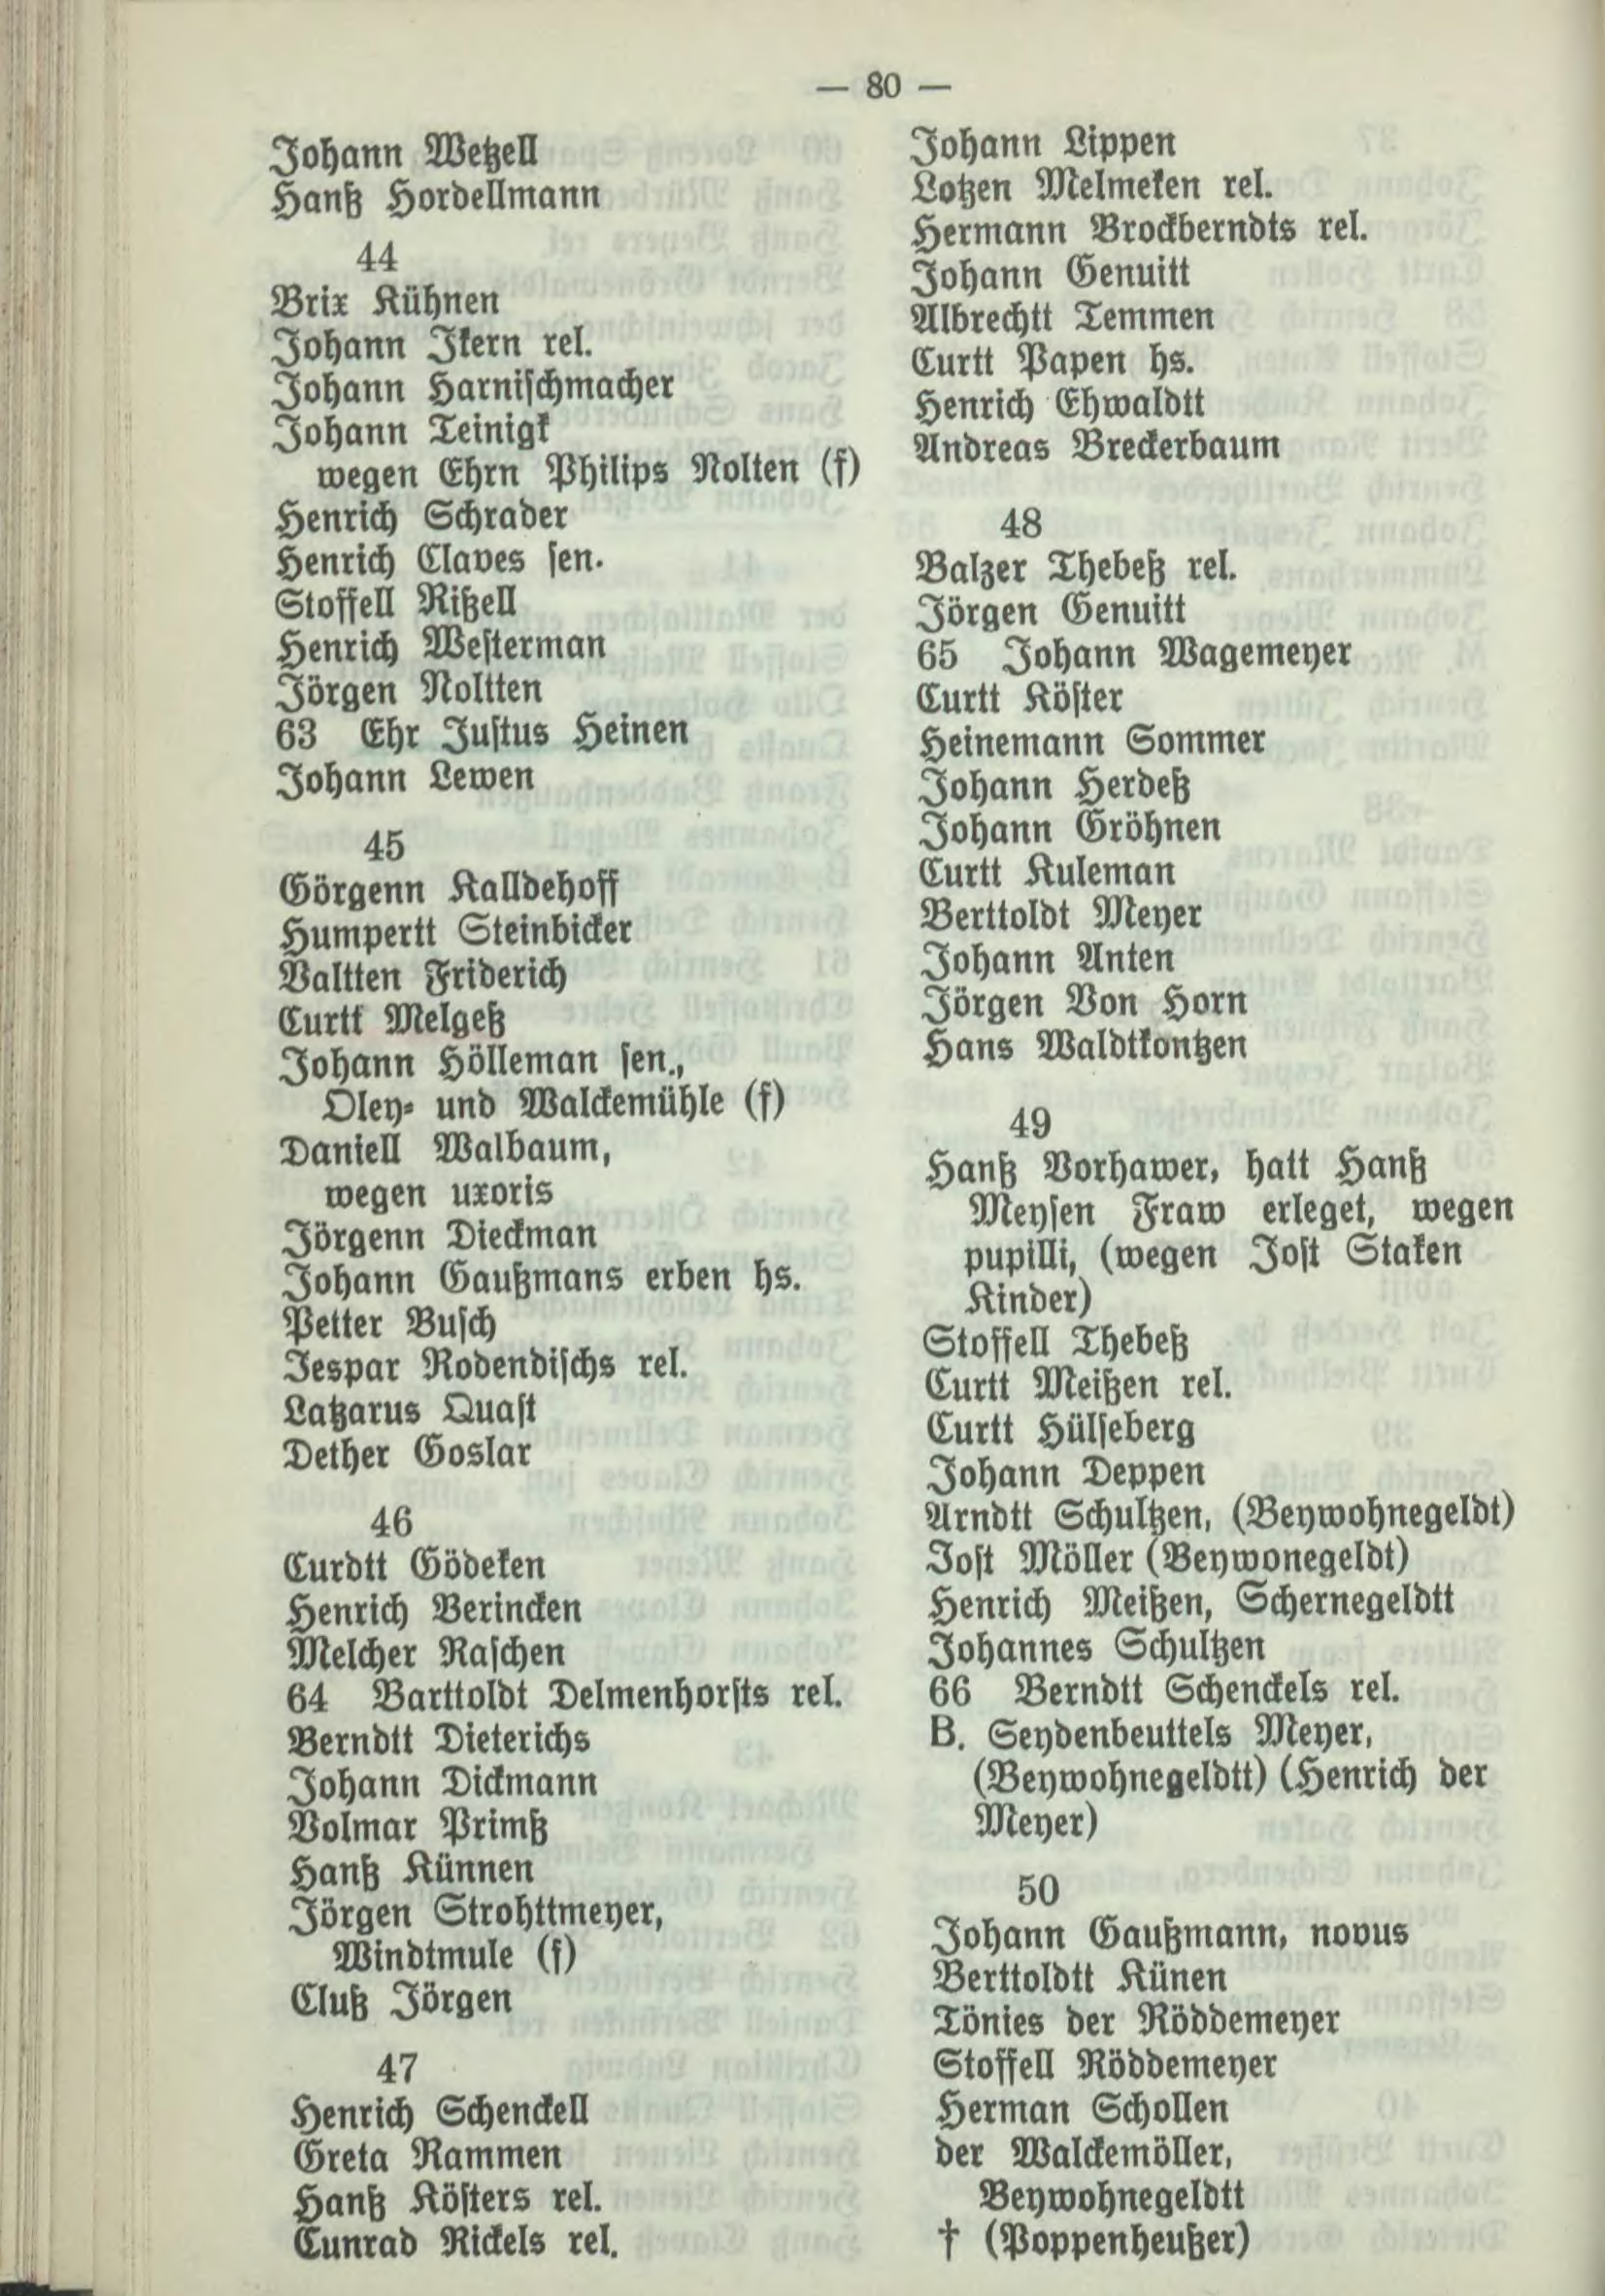 — 80 —
Johann Wetzell
Hanß Hordellmann
44
Brix Kühnen
Johann Ikern rel.
Johann Harnischmacher
Johann Teinigk
wegen Ehrn Philips Nolten (f)
Henrich Schrader
Henrich Claves sen.
Stoffell Rißell
Henrich Westerman
Jörgen Noltten
63 Ehr Justus Heinen
Johann Lewen
45
Görgenn Kalldehoff
Humpertt Steinbicker
Valtten Friderich
Curtt Melgeß
Johann Hölleman sen.,
Oley- und Walckemühle (f)
Daniell Walbaum,
wegen uxoris
Jörgenn Dieckman
Johann Gaußmans erben hs.
Petter Busch
Jespar Rodendischs rel.
Latzarus Quast
Dether Goslar
46
Curdtt Gödeken
Henrich Berincken
Melcher Raschen
64 Barttoldt Delmenhorsts rel.
Berndtt Dieterichs
Johann Dickmann
Volmar Primß
Hanß Künnen
Jörgen Strohttmeyer,
Windtmule (f)
Cluß Jörgen
47
Henrich Schenckell
Greta Rammen
Hanß Kösters rel.
Cunrad Rickels rel.
Johann Lippen
Lotzen Melmeken rel.
Hermann Brockberndts rel.
Johann Genuitt
Albrechtt Temmen
Curtt Papen hs.
Henrich Ehwaldtt
Andreas Breckerbaum
48
Balzer Thebeß rel.
Jörgen Genuitt
65 Johann Wagemeyer
Curtt Köster
Heinemann Sommer
Johann Herdeß
Johann Gröhnen
Curtt Kuleman
Berttoldt Meyer
Johann Anten
Jörgen Von Horn
Hans Waldtkontzen
49
Hanß Vorhawer, hatt Hanß
Meysen Fraw erleget, wegen
pupilli, (wegen Jost Staken
Kinder)
Stoffell Thebeß
Curtt Meißen rel.
Curtt Hülseberg
Johann Deppen
Arndtt Schultzen, (Beywohnegeldt)
Jost Möller (Beywonegeldt)
Henrich Meißen, Schernegeldtt
Johannes Schultzen
66 Berndtt Schenckels rel.
B. Seydenbeuttels Meyer,
(Beywohnegeldtt) (Henrich der
Meyer)
50
Johann Gaußmann, novus
Berttoldtt Künen
Tönies der Röddemeyer
Stoffell Röddemeyer
Herman Schollen
der Walckemöller,
Beywohnegeldtt
† (Poppenheußer)